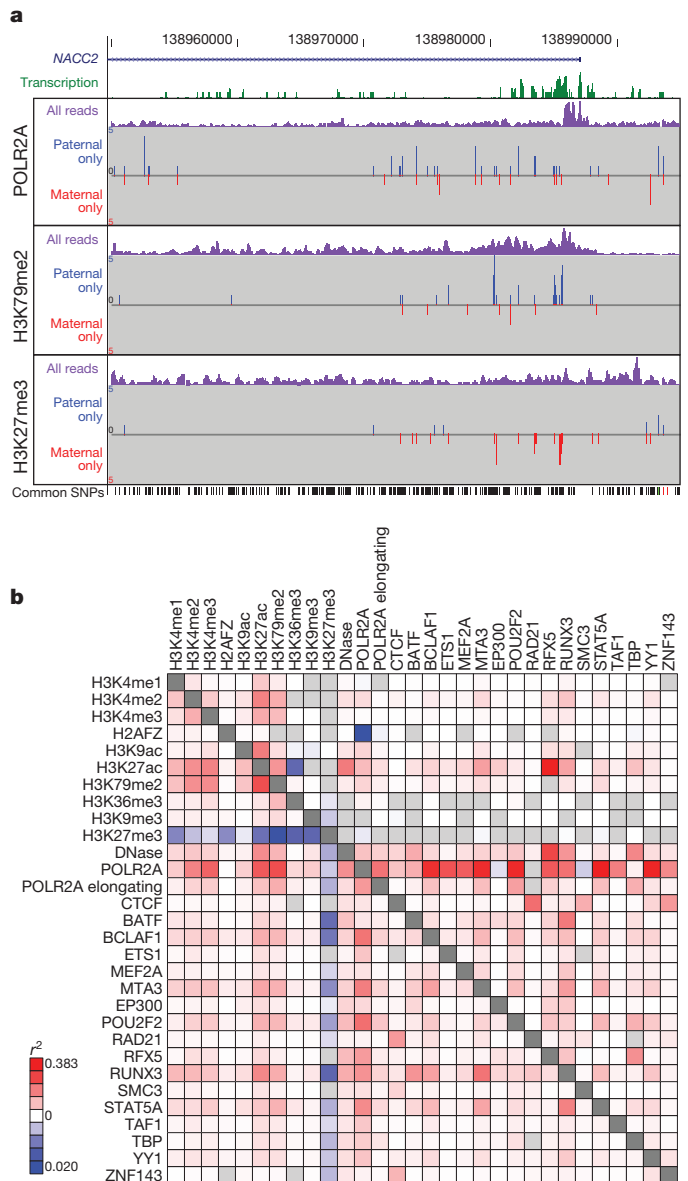 a
138960000 138970000 138980000 138990000
NACC2
Transcription
POLR2A
All reads
5
Paternal only
0
Maternal only
5
H3K79me2
All reads
5
Paternal only
0
Maternal only
5
H3K27me3
All reads
5
Paternal only
0
Maternal only
5
Common SNPs
b
H3K4me1
H3K4me2
H3K4me3
H2AFZ
H3K9ac
H3K27ac
H3K79me2
H3K36me3
H3K9me3
H3K27me3
DNase
POLR2A
POLR2A elongating
CTCF
BATF
BCLAF1
ETS1
MEF2A
MTA3
EP300
POU2F2
RAD21
RFX5
RUNX3
SMC3
STAT5A
TAF1
TBP
YY1
ZNF143
H3K4me1
H3K4me2
H3K4me3
H2AFZ
H3K9ac
H3K27ac
H3K79me2
H3K36me3
H3K9me3
H3K27me3
DNase
POLR2A
POLR2A elongating
CTCF
BATF
BCLAF1
ETS1
MEF2A
MTA3
EP300
POU2F2
RAD21
RFX5
RUNX3
SMC3
STAT5A
TAF1
TBP
YY1
ZNF143
r²
0.383
0
0.020